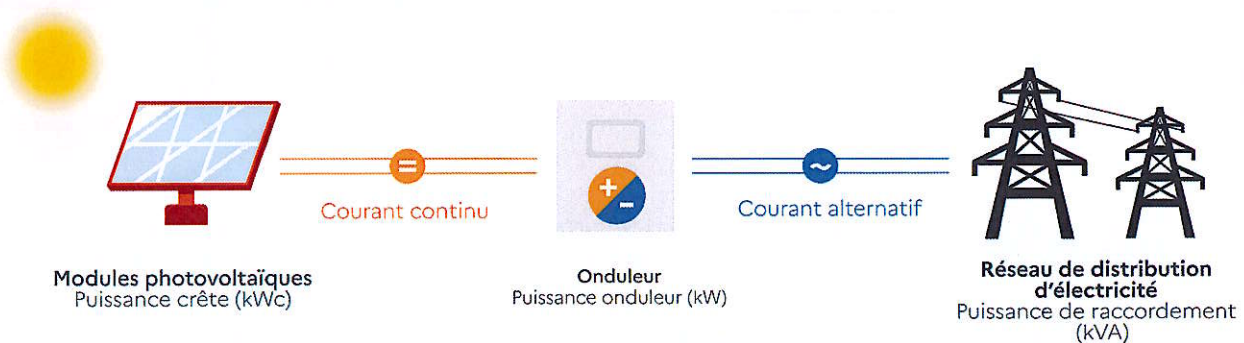 Courant continu
Courant alternatif
Modules photovoltaïques
Puissance crête (kWc)
Onduleur
Puissance onduleur (kW)
Réseau de distribution
d'électricité
Puissance de raccordement
(kVA)